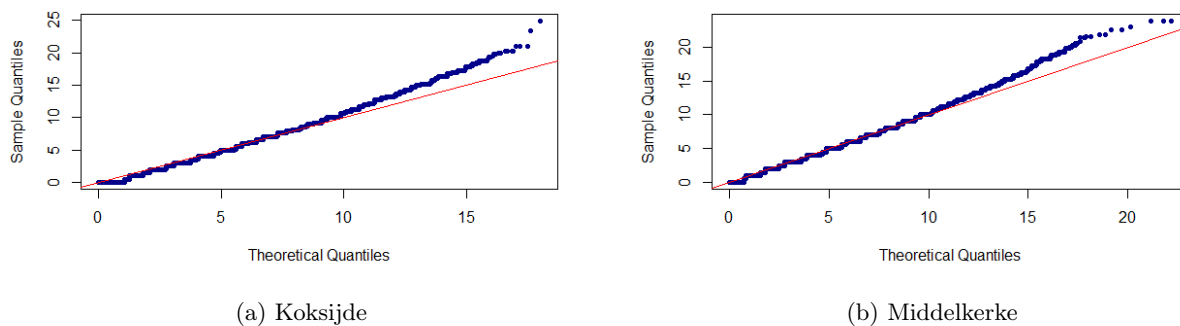 Sample Quantiles
25
20
15
10
5
0
0 5 10 15
Theoretical Quantiles
(a) Koksijde
Sample Quantiles
20
15
10
5
0
0 5 10 15 20
Theoretical Quantiles
(b) Middelkerke